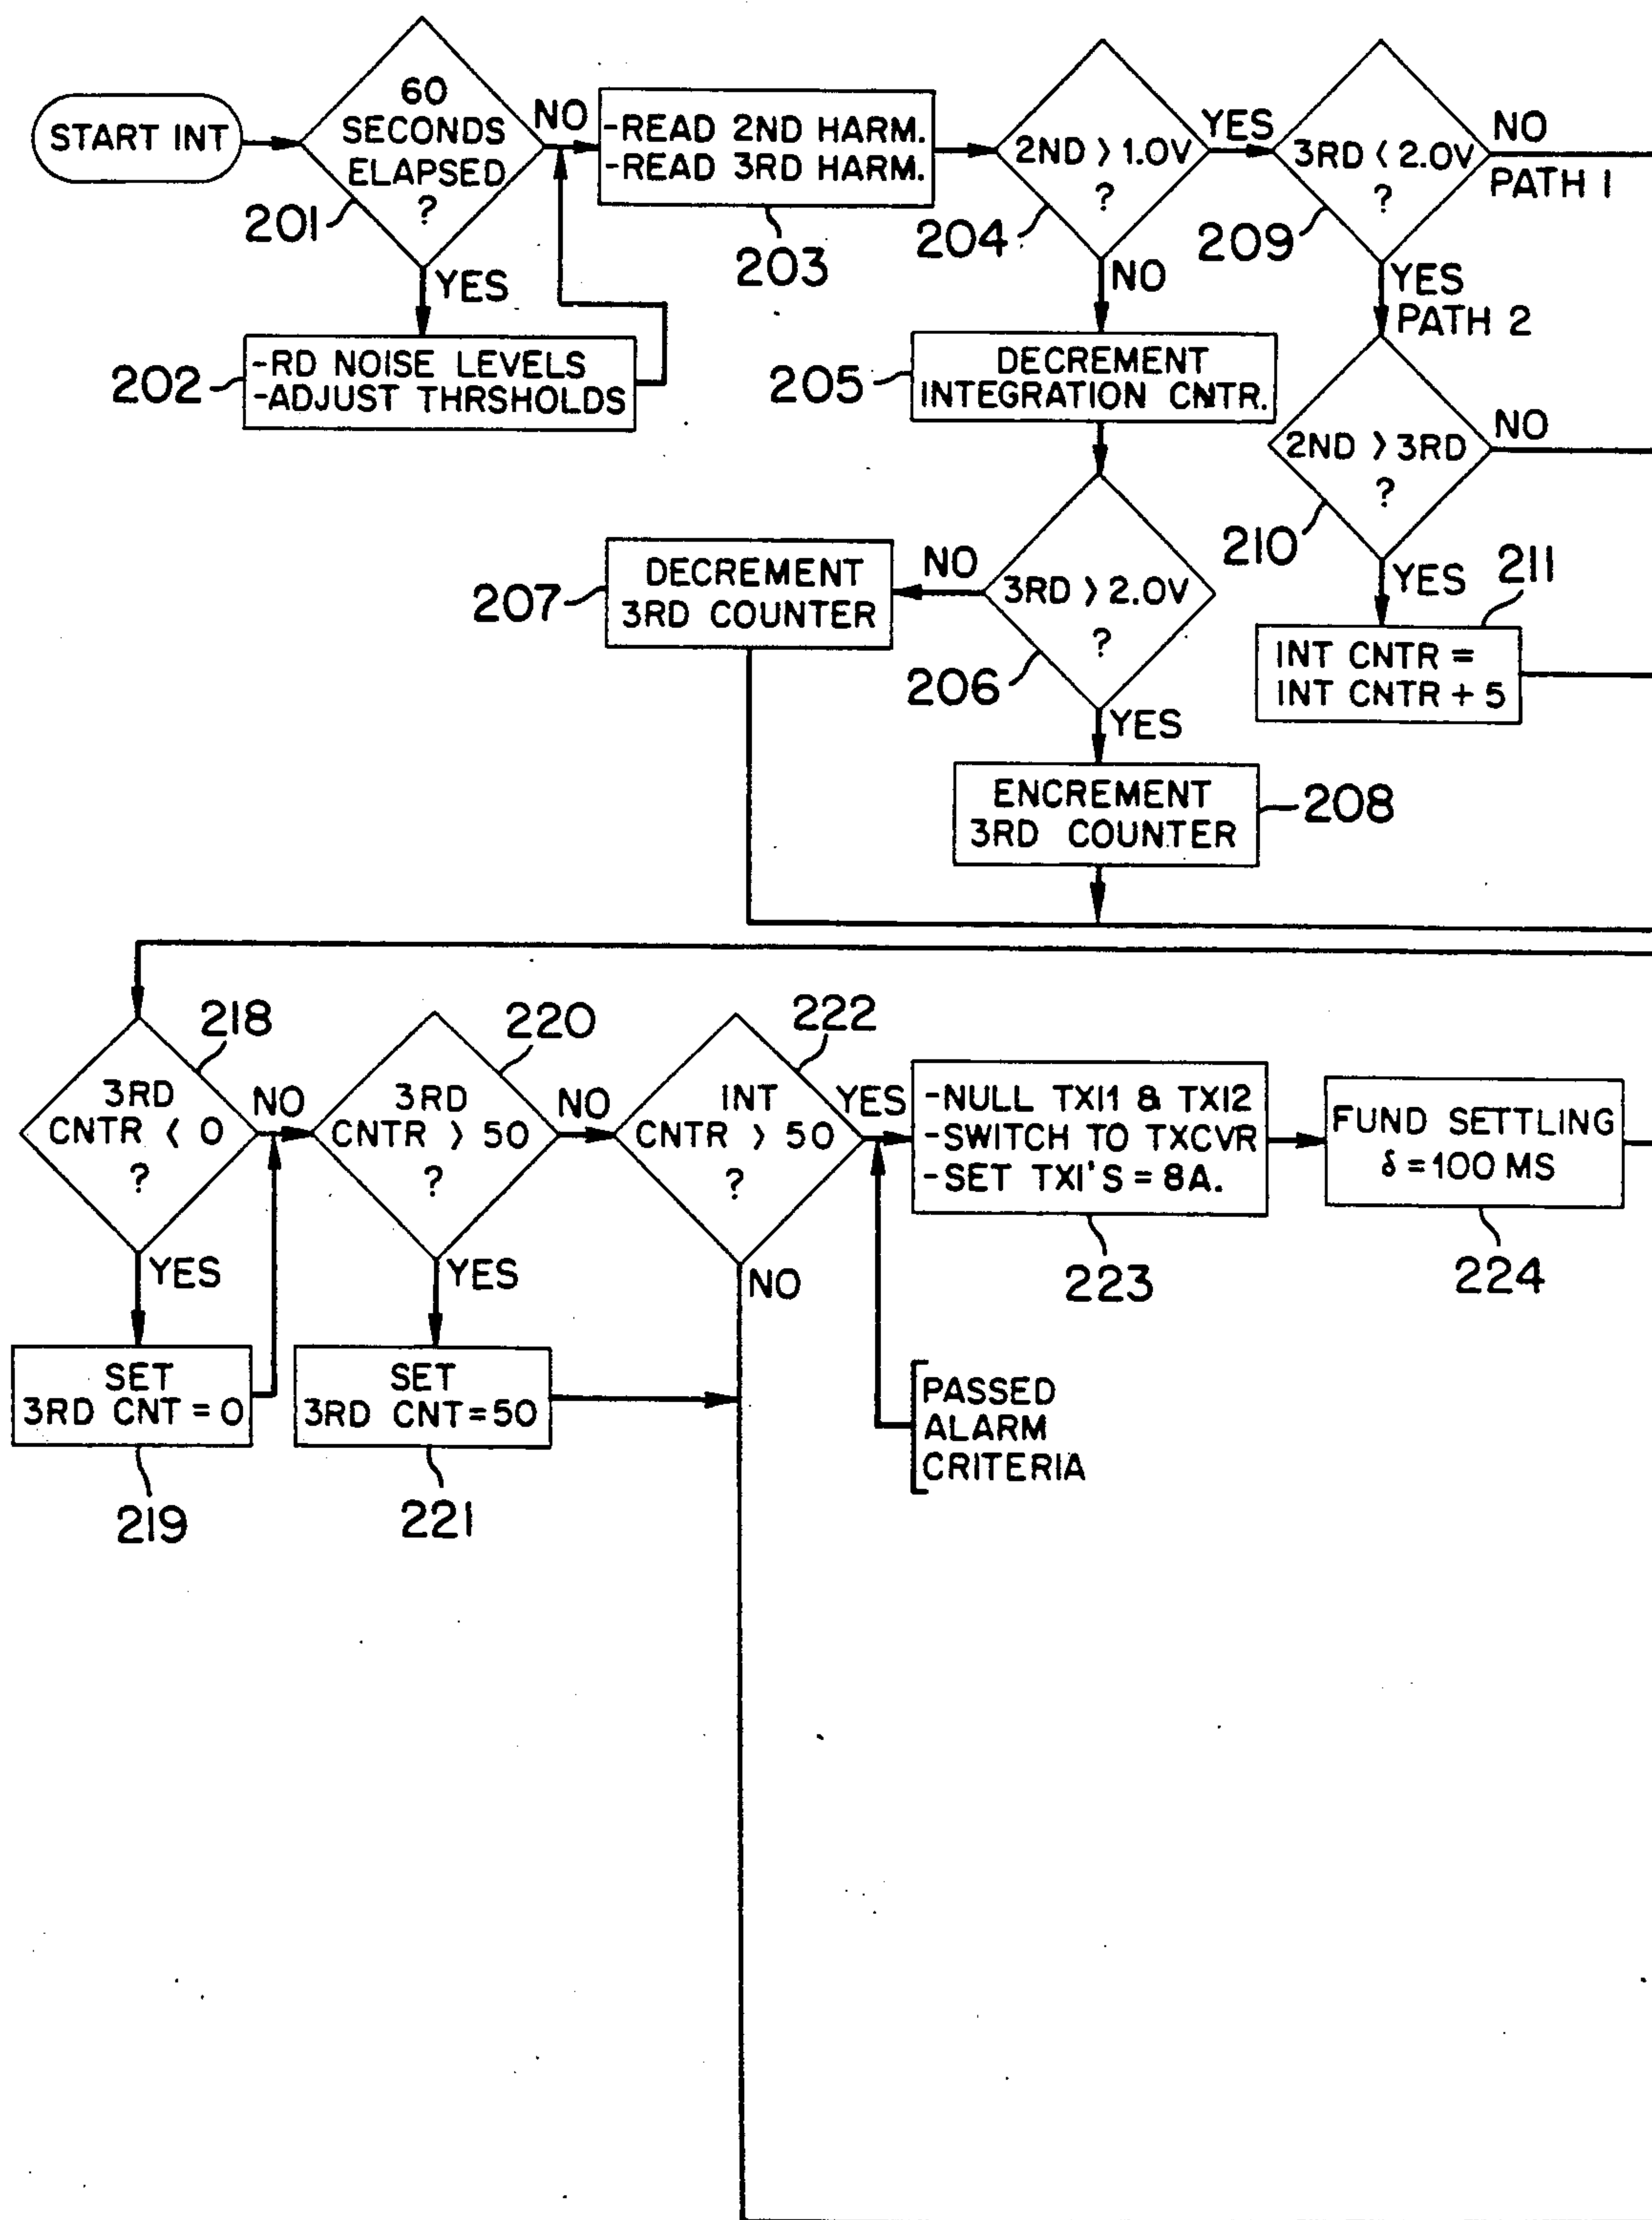 START INT
60
SECONDS
ELAPSED
?
201
NO
YES
202
-RD NOISE LEVELS
-ADJUST THRSHOLDS
-READ 2ND HARM.
-READ 3RD HARM.
203
2ND > 1.0V
?
204
YES
NO
3RD < 2.0V
?
209
NO
PATH 1
YES
PATH 2
205
DECREMENT
INTEGRATION CNTR.
2ND > 3RD
?
210
NO
YES
211
INT CNTR =
INT CNTR + 5
207
DECREMENT
3RD COUNTER
NO
3RD > 2.0V
?
206
YES
ENCREMENT
3RD COUNTER
208
218
3RD
CNTR < 0
?
NO
YES
SET
3RD CNT = 0
219
220
3RD
CNTR > 50
?
NO
YES
SET
3RD CNT = 50
221
222
INT
CNTR > 50
?
YES
NO
-NULL TXI1 & TXI2
-SWITCH TO TXCVR
-SET TXI'S = 8A.
223
PASSED
ALARM
CRITERIA
FUND SETTLING
δ = 100 MS
224